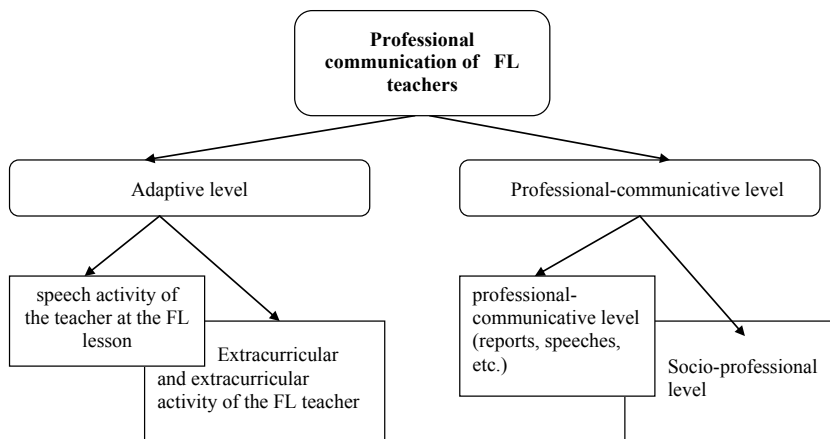 Professional
communication of FL
teachers
Adaptive level
Professional-communicative level
speech activity of
the teacher at the FL
lesson
Extracurricular
and extracurricular
activity of the FL teacher
professional-
communicative level
(reports, speeches,
etc.)
Socio-professional
level